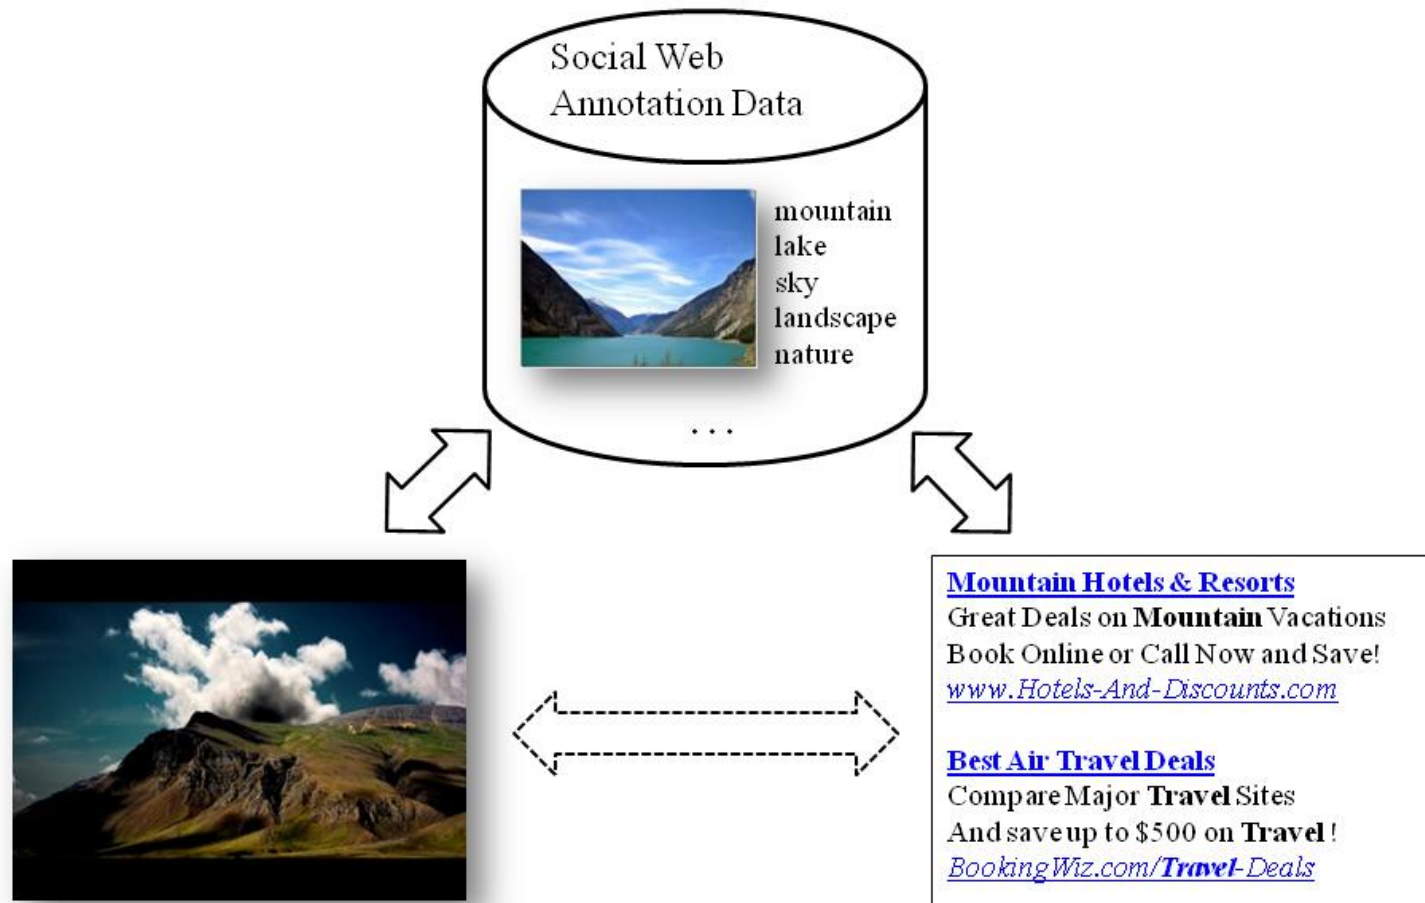 Social Web
Annotation Data
mountain
lake
sky
landscape
nature
...
Mountain Hotels & Resorts
Great Deals on Mountain Vacations
Book Online or Call Now and Save!
www.Hotels-And-Discounts.com
Best Air Travel Deals
Compare Major Travel Sites
And save up to $500 on Travel !
BookingWiz.com/Travel-Deals